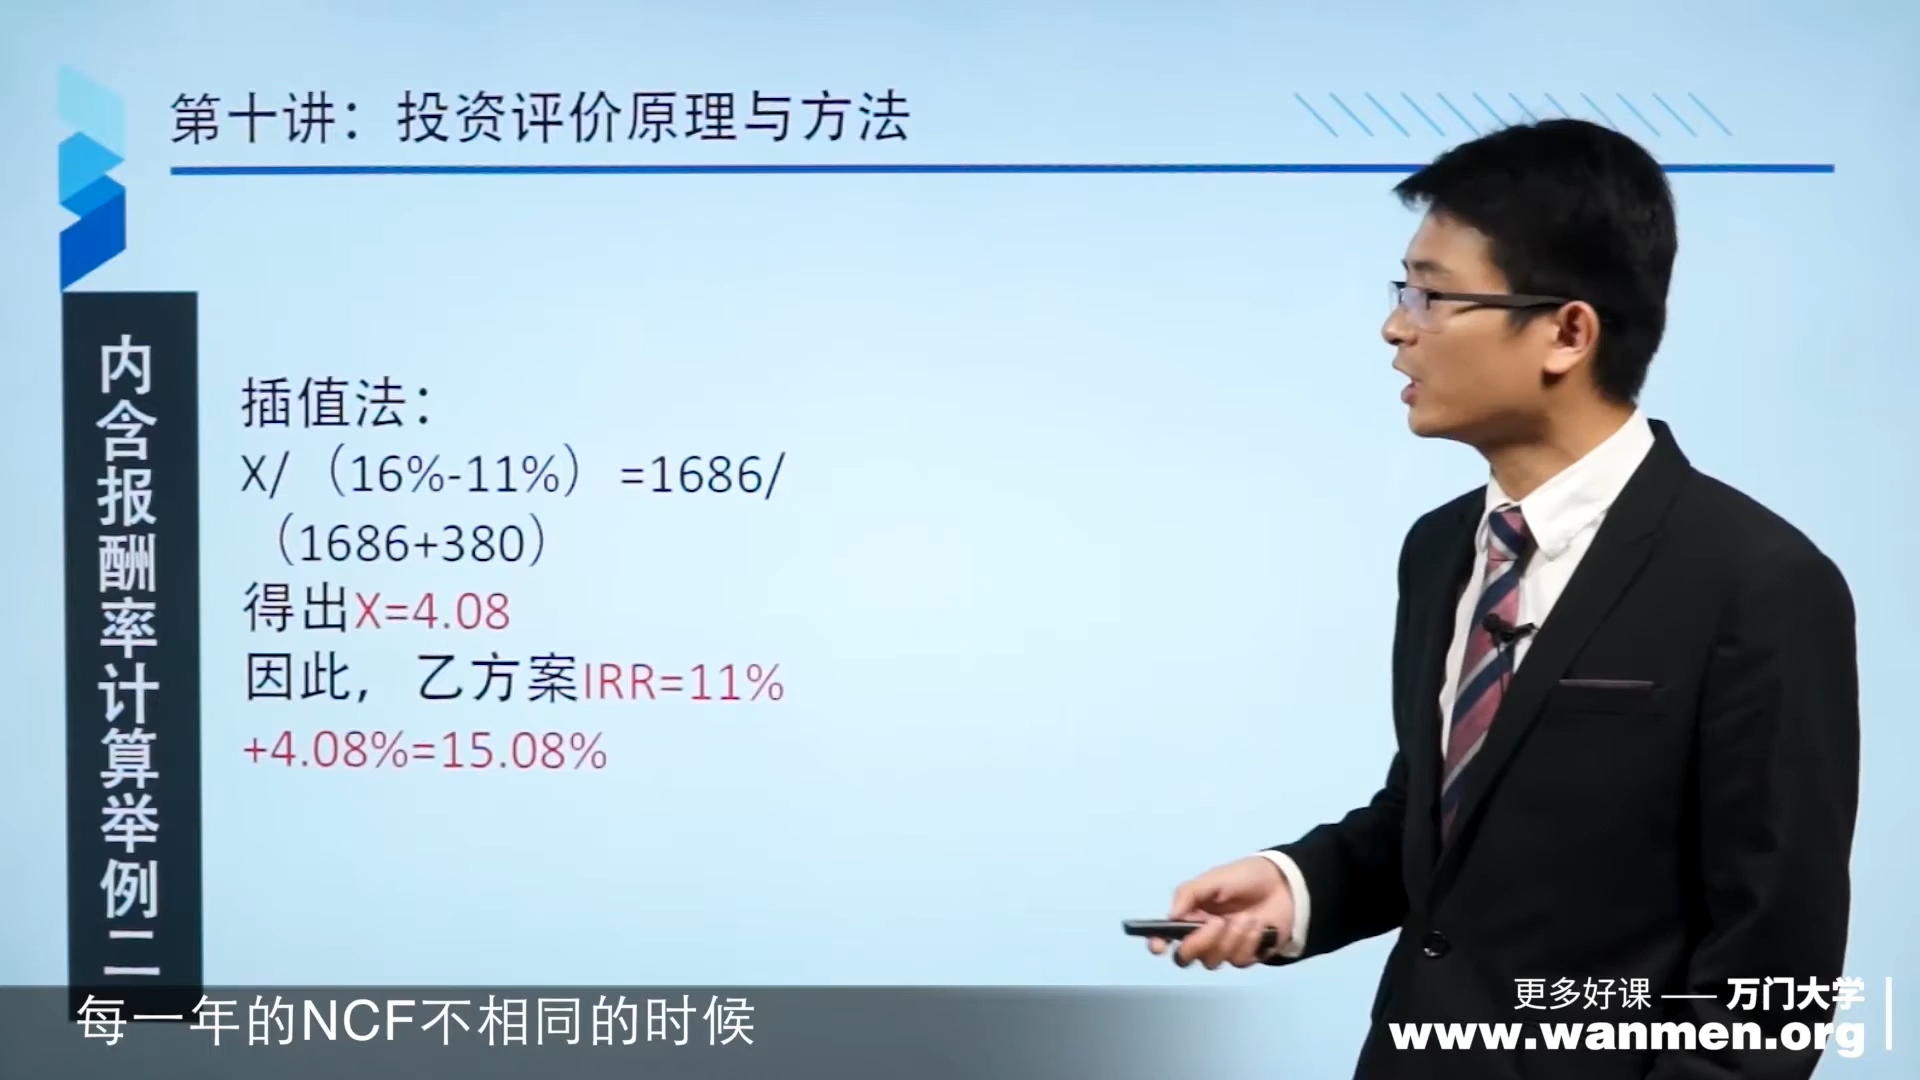 第十讲：投资评价原理与方法
内含报酬率计算举例二
插值法：
X/（16%-11%）=1686/
（1686+380）
得出X=4.08
因此，乙方案IRR=11%
+4.08%=15.08%
每一年的NCF不相同的时候
更多好课 —— 万门大学
www.wanmen.org